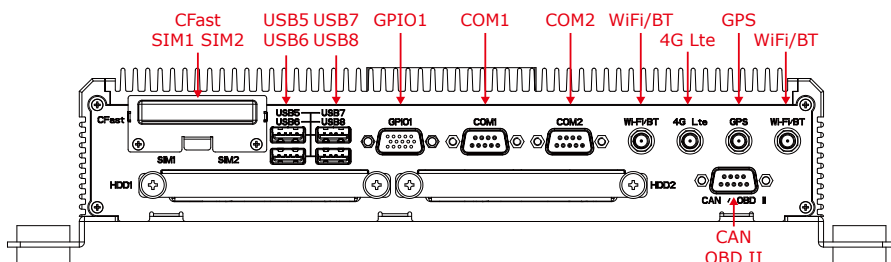 CFast USB5 USB7 GPIO1 COM1 COM2 WiFi/BT GPS
SIM1 SIM2 USB6 USB8 4G Lte WiFi/BT
CFast USB5 USB7
USB6 USB8 GPIO1 COM1 COM2 Wi-Fi/BT 4G Lte GPS Wi-Fi/BT
SIM1 SIM2
HDD1 HDD2
CAN / OBD II
CAN
OBD II